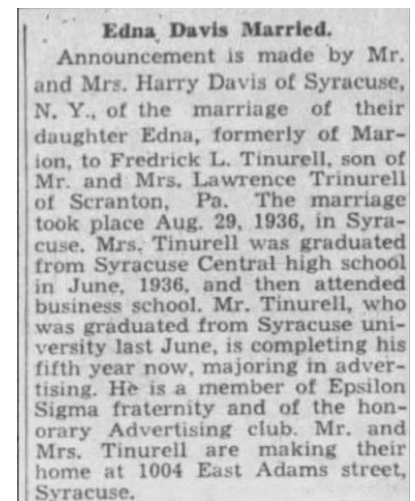 Edna Davis Married.
Announcement is made by Mr.
and Mrs. Harry Davis of Syracuse,
N. Y., of the marriage of their
daughter Edna, formerly of Mar-
ion, to Fredrick L. Tinurell, son of
Mr. and Mrs. Lawrence Trinurell
of Scranton, Pa. The marriage
took place Aug. 29, 1936, in Syra-
cuse. Mrs. Tinurell was graduated
from Syracuse Central high school
in June, 1936, and then attended
business school. Mr. Tinurell, who
was graduated from Syracuse uni-
versity last June, is completing his
fifth year now, majoring in adver-
tising. He is a member of Epsilon
Sigma fraternity and of the hon-
orary Advertising club. Mr. and
Mrs. Tinurell are making their
home at 1004 East Adams street,
Syracuse.